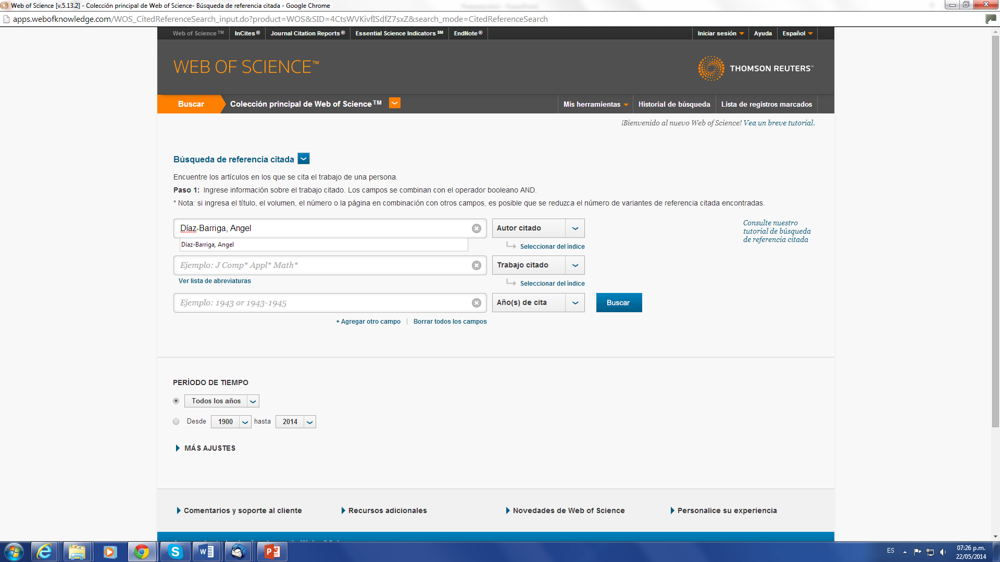 Web of Science [v.5.13.2] - Colección principal de Web of Science- Búsqueda de referencia citada - Google Chrome
apps.webofknowledge.com/WOS_CitedReferenceSearch_input.do?product=WOS&SID=4CtsWVKivfISdfZ7sxZ&search_mode=CitedReferenceSearch
Web of Science™ InCites® Journal Citation Reports® Essential Science Indicators ℠ EndNote® Iniciar sesión Ayuda Español
WEB OF SCIENCE™
THOMSON REUTERS™
Buscar Colección principal de Web of Science™ Mis herramientas Historial de búsqueda Lista de registros marcados
¡Bienvenido al nuevo Web of Science! Vea un breve tutorial.
Búsqueda de referencia citada
Encuentre los artículos en los que se cita el trabajo de una persona.
Paso 1: Ingrese información sobre el trabajo citado. Los campos se combinan con el operador booleano AND.
* Nota: si ingresa el título, el volumen, el número o la página en combinación con otros campos, es posible que se reduzca el número de variantes de referencia citada encontradas.
Díaz-Barriga, Angel Autor citado
Consulte nuestro
tutorial de búsqueda
de referencia citada
Díaz-Barriga, Angel
Seleccionar del índice
Ejemplo: J Comp* Appl* Math* Trabajo citado
Ver lista de abreviaturas
Seleccionar del índice
Ejemplo: 1943 or 1943-1945 Año(s) de cita Buscar
+ Agregar otro campo | Borrar todos los campos
PERÍODO DE TIEMPO
Todos los años
Desde 1900 hasta 2014
MÁS AJUSTES
Comentarios y soporte al cliente Recursos adicionales Novedades de Web of Science Personalice su experiencia
ES 07:26 p.m.
22/05/2014